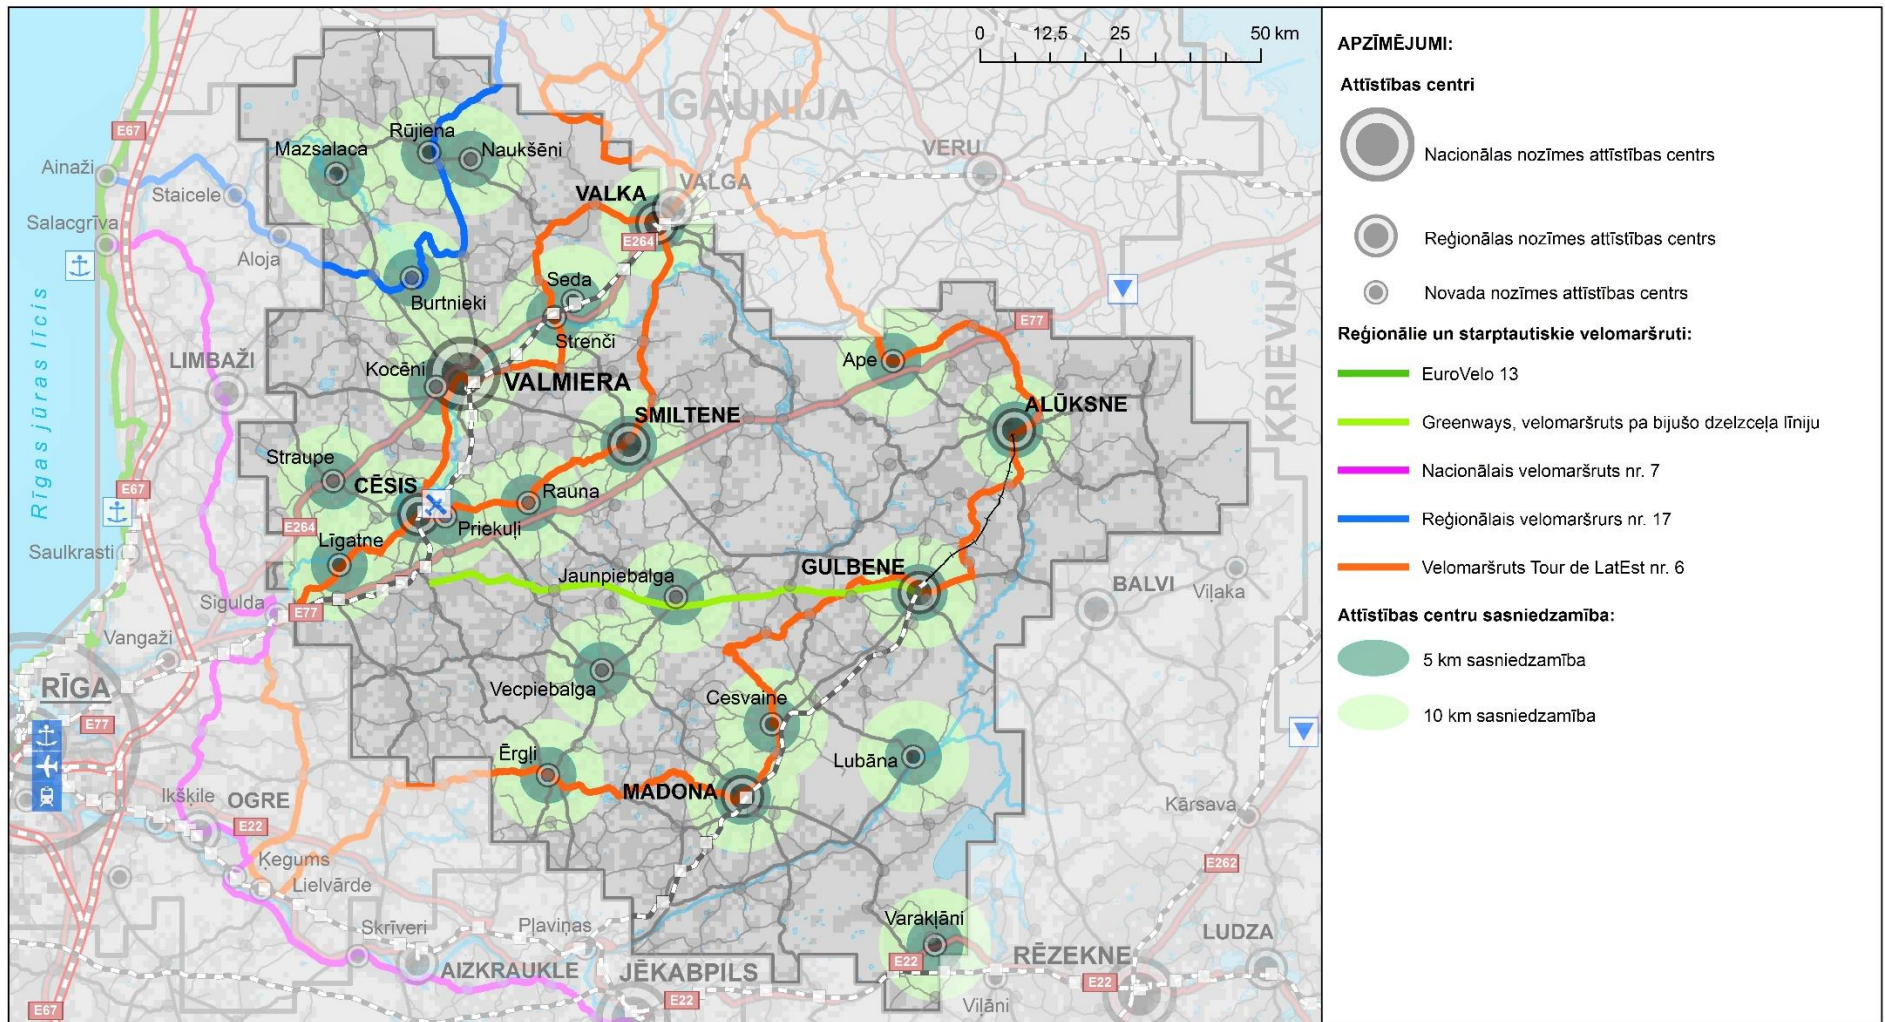 0 12,5 25 50 km
IGAUNIJA
E67
Rūjiena
Mazsalaca
Naukšēni
VERU
Ainaži
VALKA
VALGA
Staicele
Salacgrīva
E264
Aloja
KRIEVIJA
Seda
Burtnieki
Rīgas jūras līcis
E77
Strenči
LIMBAŽI
Kocēni
Ape
VALMIERA
SMILTENE
ALŪKSNE
Straupe
CĒSIS
E67
Rauna
E264
Priekuļi
Līgatne
Saulkrasti
GULBENE
Jaunpiebalga
BALVI
Viļaka
Sigulda
E77
Vangaži
RĪGA
Vecpiebalga
Cesvaine
E77
Ērgļi
Lubāna
MADONA
Ikšķile
OGRE
Kārsava
E22
Ķegums
E262
Lielvārde
Varakļāni
Skrīveri
Pļaviņas
LUDZA
RĒZEKNE
E22
AIZKRAUKLE
JĒKABPILS
E22
E22
Viļāni
E67
APZĪMĒJUMI:
Attīstības centri
Nacionālas nozīmes attīstības centrs
Reģionālas nozīmes attīstības centrs
Novada nozīmes attīstības centrs
Reģionālie un starptautiskie velomaršruti:
EuroVelo 13
Greenways, velomaršruts pa bijušo dzelzceļa līniju
Nacionālais velomaršruts nr. 7
Reģionālais velomaršrurs nr. 17
Velomaršruts Tour de LatEst nr. 6
Attīstības centru sasniedzamība:
5 km sasniedzamība
10 km sasniedzamība